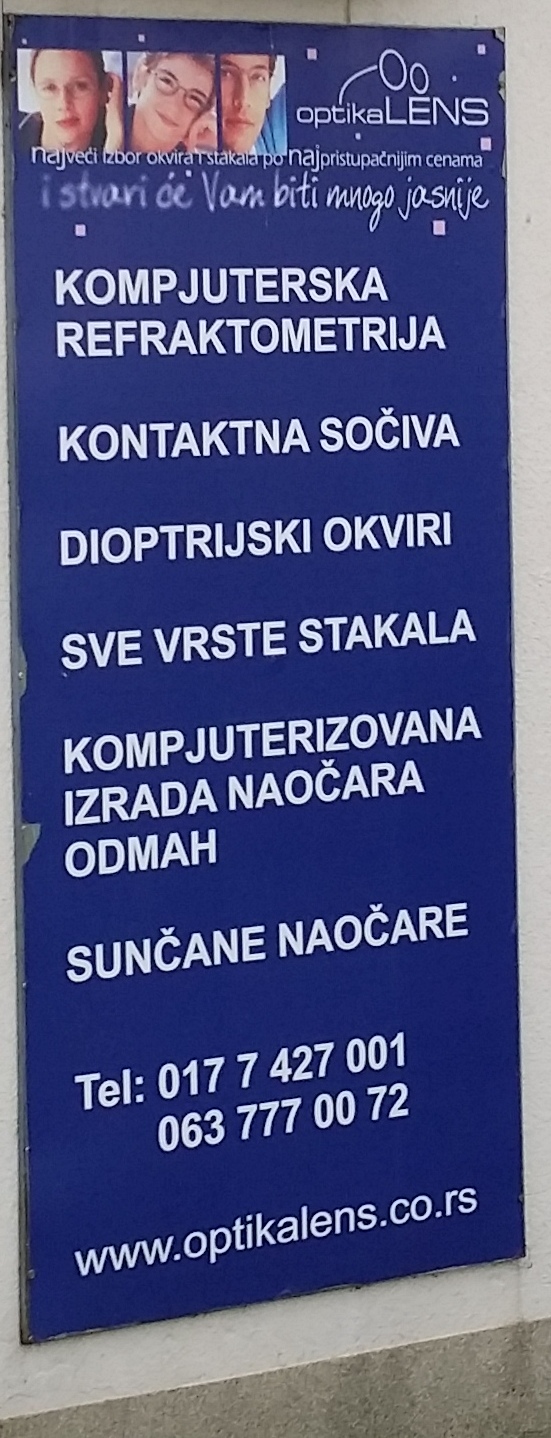 optikaLENS
najveći izbor okvira i stakala po najpristupačnijim cenama
i stvari će Vam biti mnogo jasnije
KOMPJUTERSKA
REFRAKTOMETRIJA
KONTAKTNA SOČIVA
DIOPTRIJSKI OKVIRI
SVE VRSTE STAKALA
KOMPJUTERIZOVANA
IZRADA NAOČARA
ODMAH
SUNČANE NAOČARE
Tel: 017 7 427 001
063 777 00 72
www.optikalens.co.rs